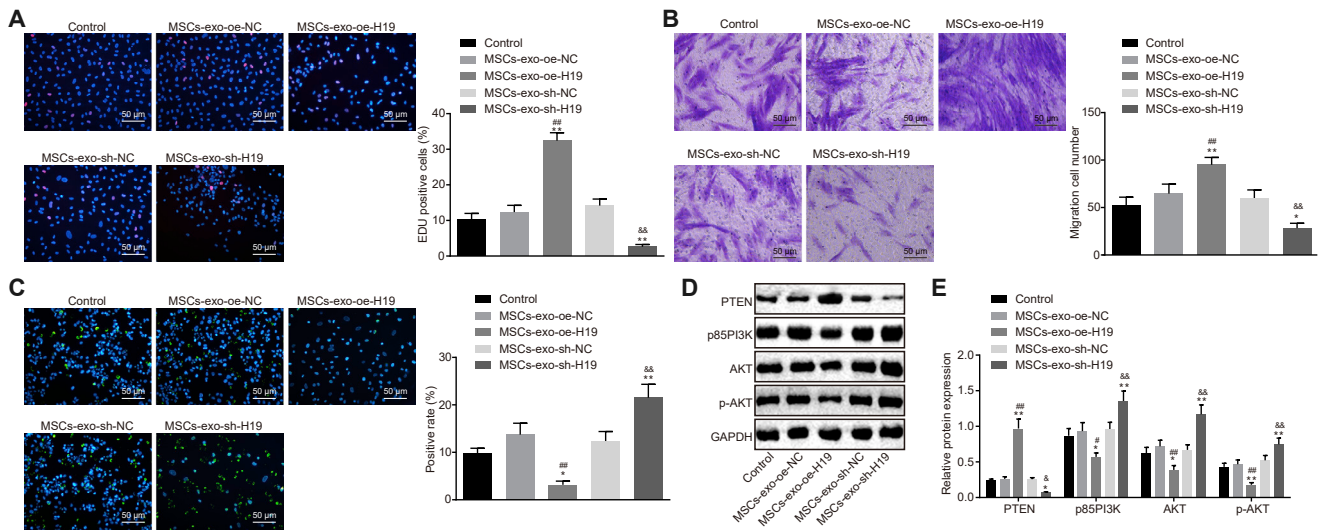 A
Control
MSCs-exo-oe-NC
MSCs-exo-oe-H19
50 µm
50 µm
50 µm
MSCs-exo-sh-NC
MSCs-exo-sh-H19
50 µm
50 µm
Control
MSCs-exo-oe-NC
MSCs-exo-oe-H19
MSCs-exo-sh-NC
MSCs-exo-sh-H19
EDU positive cells (%)
40
30
20
10
0
##
**
&&
**
B
Control
MSCs-exo-oe-NC
MSCs-exo-oe-H19
50 µm
50 µm
50 µm
MSCs-exo-sh-NC
MSCs-exo-sh-H19
50 µm
50 µm
Control
MSCs-exo-oe-NC
MSCs-exo-oe-H19
MSCs-exo-sh-NC
MSCs-exo-sh-H19
Migration cell number
150
100
50
0
##
**
&&
*
C
Control
MSCs-exo-oe-NC
MSCs-exo-oe-H19
50 µm
50 µm
50 µm
MSCs-exo-sh-NC
MSCs-exo-sh-H19
50 µm
50 µm
Control
MSCs-exo-oe-NC
MSCs-exo-oe-H19
MSCs-exo-sh-NC
MSCs-exo-sh-H19
Positive rate (%)
30
20
10
0
##
*
&&
**
D
PTEN
p85PI3K
AKT
p-AKT
GAPDH
Control
MSCs-exo-oe-NC
MSCs-exo-oe-H19
MSCs-exo-sh-NC
MSCs-exo-sh-H19
E
Control
MSCs-exo-oe-NC
MSCs-exo-oe-H19
MSCs-exo-sh-NC
MSCs-exo-sh-H19
Relative protein expression
2.0
1.5
1.0
0.5
0.0
##
**
&
*
#
*
&&
**
##
*
&&
**
##
**
&&
**
PTEN
p85PI3K
AKT
p-AKT